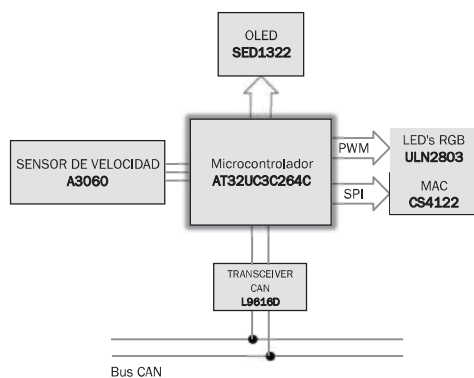 OLED
SED1322
SENSOR DE VELOCIDAD
A3060
Microcontrolador
AT32UC3C264C
PWM
SPI
LED's RGB
ULN2803
MAC
CS4122
TRANSCEIVER
CAN
L9616D
Bus CAN